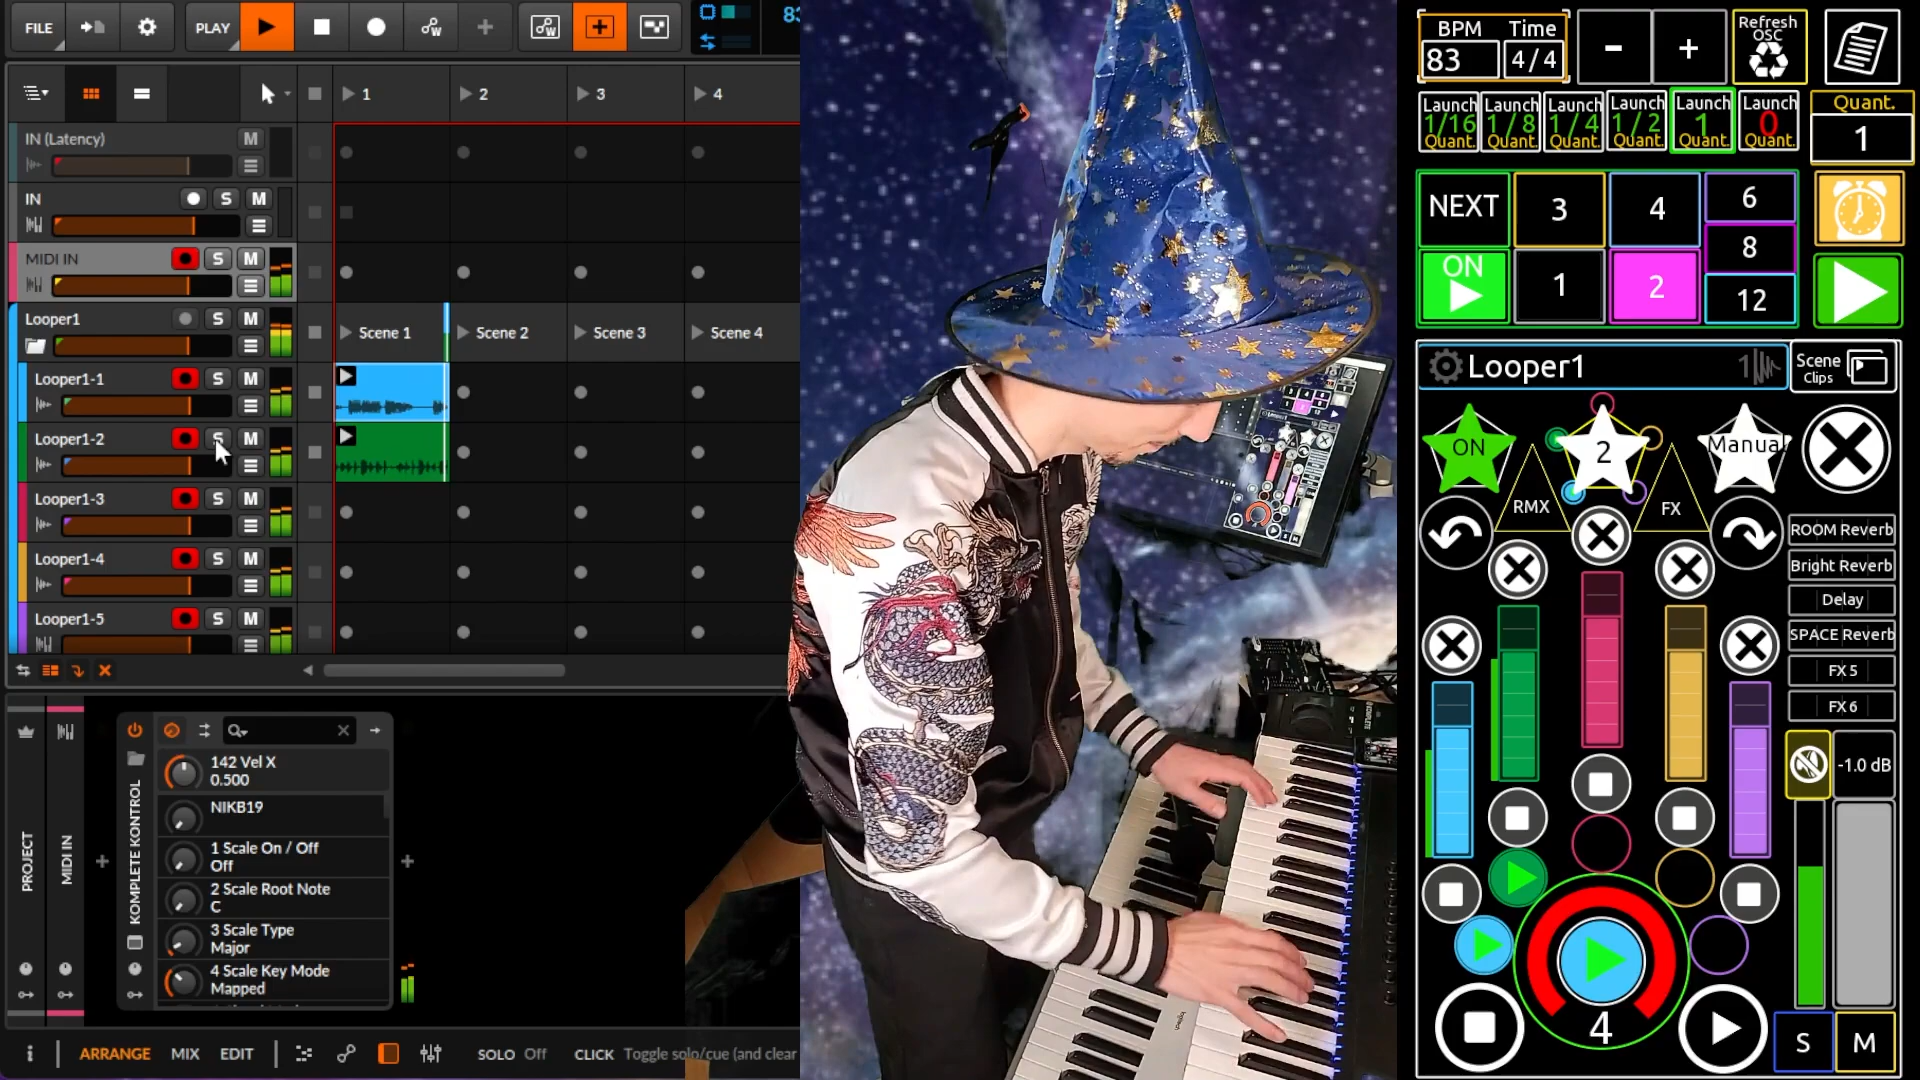 FILE
PLAY
83
1
2
3
4
IN (Latency)
M
IN
S
M
MIDI IN
S
M
Looper1
S
M
Scene 1
Scene 2
Scene 3
Scene 4
Looper1-1
S
M
Looper1-2
S
M
Looper1-3
S
M
Looper1-4
S
M
Looper1-5
S
M
PROJECT
MIDI IN
KOMPLETE KONTROL
142 Vel X
0.500
NIKB19
1 Scale On / Off
Off
2 Scale Root Note
C
3 Scale Type
Major
4 Scale Key Mode
Mapped
i
ARRANGE
MIX
EDIT
SOLO Off
CLICK Toggle solo/cue (and clear
BPM
83
Time
4/4
-
+
Refresh
OSC
Launch
1/16
Quant.
Launch
1/8
Quant.
Launch
1/4
Quant.
Launch
1/2
Quant.
Launch
1
Quant.
Launch
0
Quant.
Quant.
1
NEXT
3
4
6
8
ON
1
2
12
Looper1
1
Scene
Clips
ON
2
Manual
RMX
FX
ROOM Reverb
Bright Reverb
Delay
SPACE Reverb
FX 5
FX 6
-1.0 dB
4
S
M